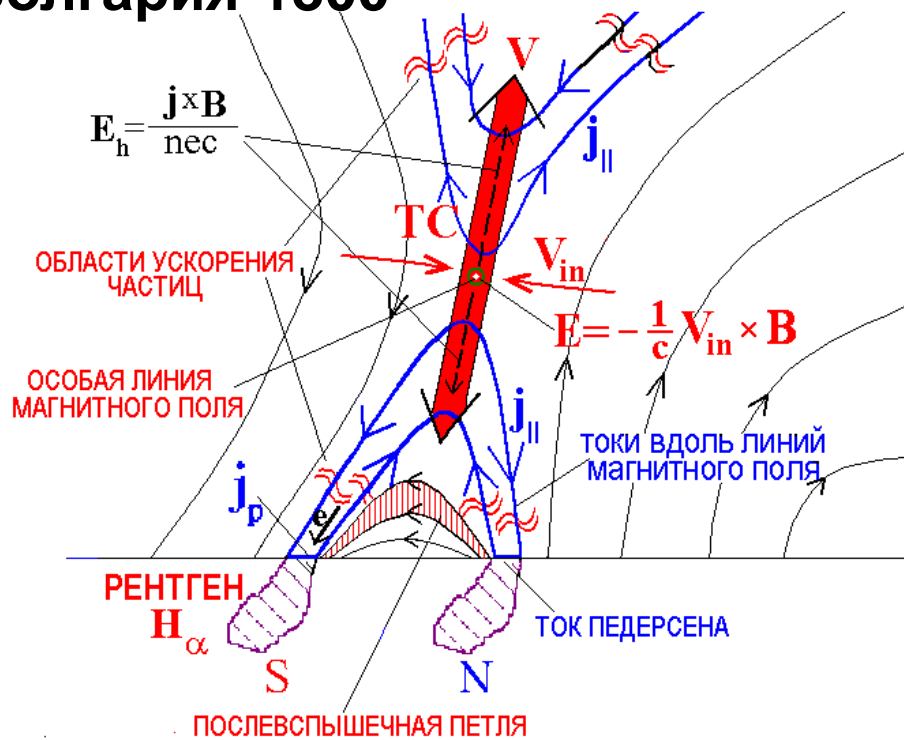 V
E_h = j×B / nec
j_||
ТС
V_in
ОБЛАСТИ УСКОРЕНИЯ
ЧАСТИЦ
E = − 1/c V_in × B
ОСОБАЯ ЛИНИЯ
МАГНИТНОГО ПОЛЯ
j_||
ТОКИ ВДОЛЬ ЛИНИЙ
МАГНИТНОГО ПОЛЯ
j_p
e
РЕНТГЕН
H_α
ТОК ПЕДЕРСЕНА
S
N
ПОСЛЕВСПЫШЕЧНАЯ ПЕТЛЯ